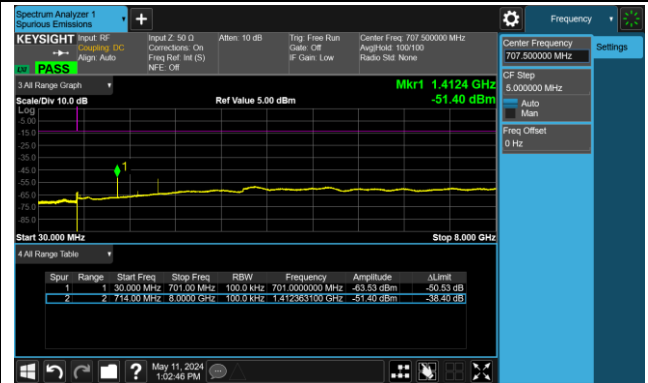 Spectrum Analyzer 1
Spurious Emissions
Frequency
KEYSIGHT Input: RF
Coupling: DC
Align: Auto
Input Z: 50 Ω
Corrections: On
Freq Ref: Int (S)
NFE: Off
Atten: 10 dB
Trig: Free Run
Gate: Off
IF Gain: Low
Center Freq: 707.500000 MHz
Avg|Hold: 100/100
Radio Std: None
PASS
Center Frequency
707.500000 MHz
Settings
CF Step
5.000000 MHz
Auto
Man
Freq Offset
0 Hz
3 All Range Graph
Mkr1 1.4124 GHz
Scale/Div 10.0 dB
Ref Value 5.00 dBm
-51.40 dBm
Log
-5.00
-15.0
-25.0
-35.0
-45.0
-55.0
-65.0
-75.0
-85.0
1
Start 30.000 MHz
Stop 8.000 GHz
4 All Range Table
Spur Range Start Freq Stop Freq RBW Frequency Amplitude ΔLimit
1 1 30.000 MHz 701.00 MHz 100.0 kHz 701.0000000 MHz -63.53 dBm -50.53 dB
2 2 714.00 MHz 8.0000 GHz 100.0 kHz 1.412363100 GHz -51.40 dBm -38.40 dB
?
May 11, 2024
1:02:46 PM